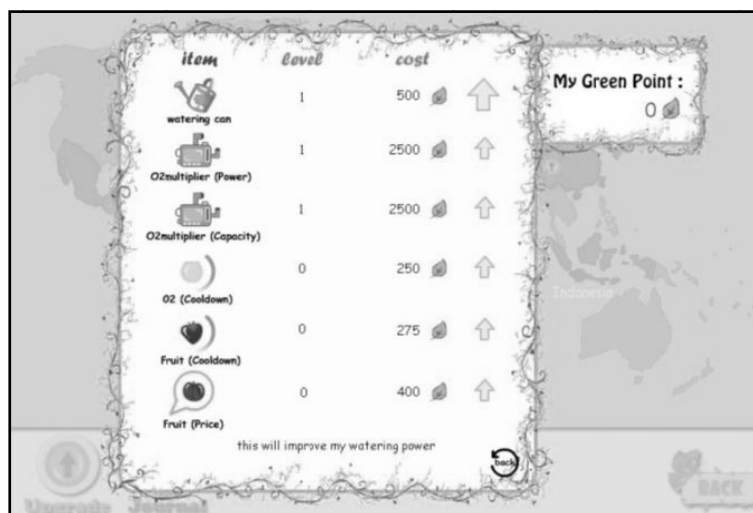 item level cost
watering can 1 500
O2multiplier (Power) 1 2500
O2multiplier (Capacity) 1 2500
O2 (Cooldown) 0 250
Fruit (Cooldown) 0 275
Fruit (Price) 0 400
this will improve my watering power
back
My Green Point :
0
Indonesia
Upgrade Journal
BACK